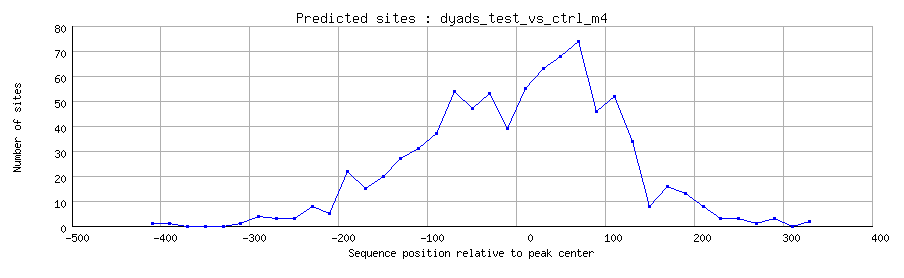 Predicted sites : dyads_test_vs_ctrl_m4
80
70
60
50
40
30
20
10
0
Number of sites
-500 -400 -300 -200 -100 0 100 200 300 400
Sequence position relative to peak center